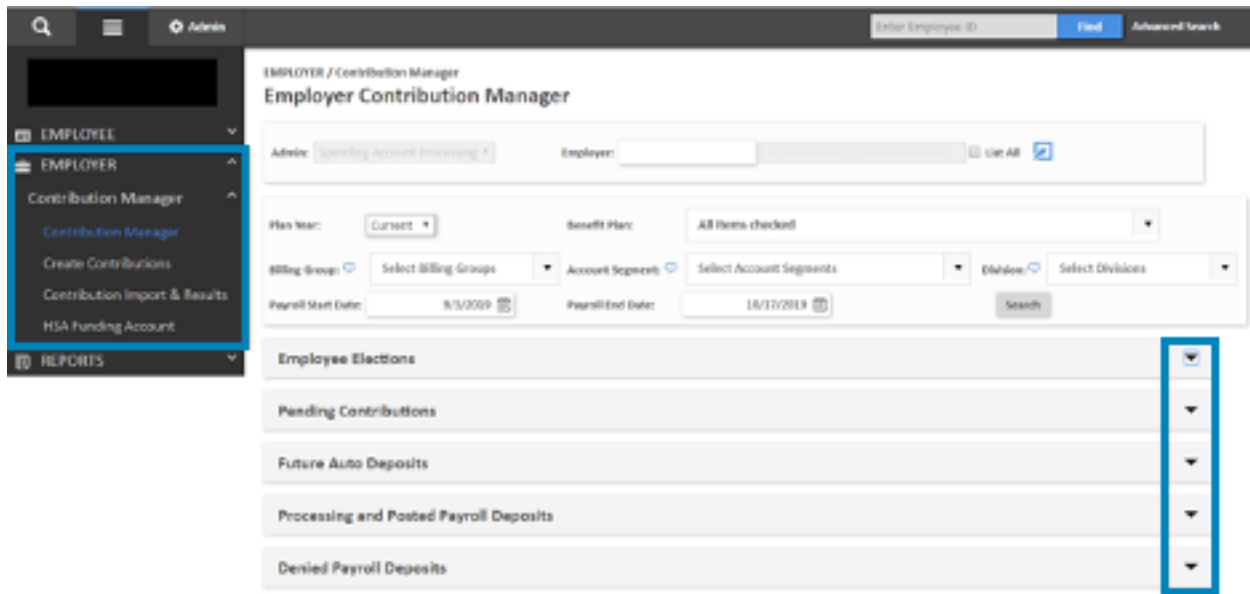 Admin
Enter Employee ID
Find
Advanced Search
EMPLOYER / Contribution Manager
Employer Contribution Manager
EMPLOYEE
EMPLOYER
Contribution Manager
Contribution Manager
Create Contributions
Contribution Import & Results
HSA Funding Account
REPORTS
Admin: Spending Account Processing
Employer:
List All
Plan Year: Current
Benefit Plan: All items checked
Billing Group: Select Billing Groups
Account Segment: Select Account Segments
Division: Select Divisions
Payroll Start Date: 9/3/2019
Payroll End Date: 10/17/2019
Search
Employee Elections
Pending Contributions
Future Auto Deposits
Processing and Posted Payroll Deposits
Denied Payroll Deposits